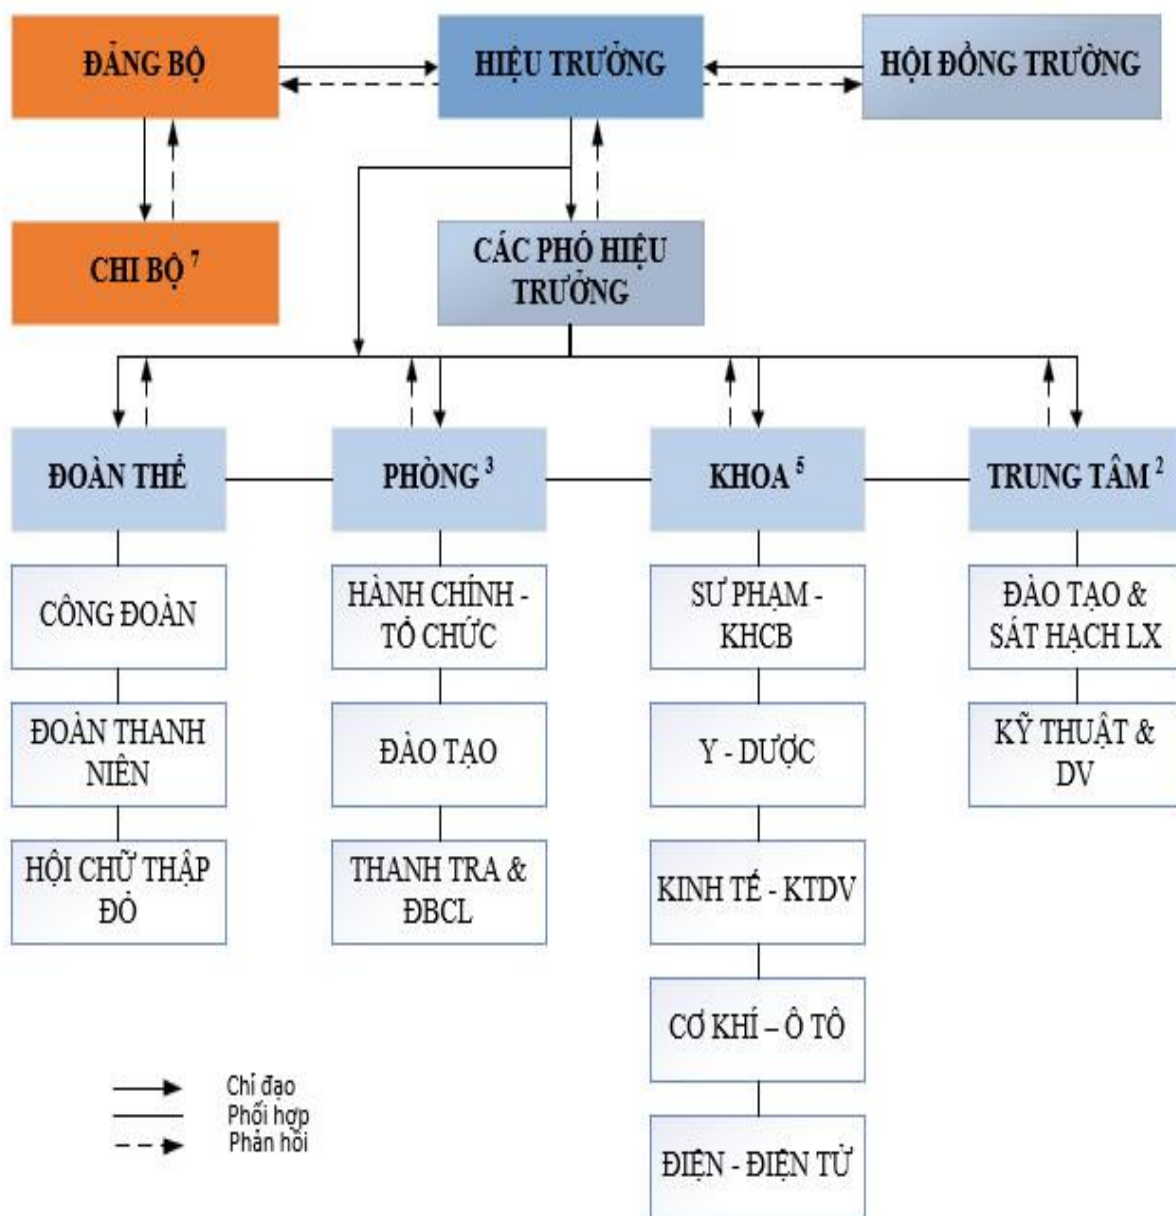 ĐẢNG BỘ
HIỆU TRƯỞNG
HỘI ĐỒNG TRƯỜNG
CHI BỘ 7
CÁC PHÓ HIỆU
TRƯỞNG
ĐOÀN THỂ
PHÒNG 3
KHOA 5
TRUNG TÂM 2
CÔNG ĐOÀN
HÀNH CHÍNH -
TỔ CHỨC
SƯ PHẠM -
KHCB
ĐÀO TẠO &
SÁT HẠCH LX
ĐOÀN THANH
NIÊN
ĐÀO TẠO
Y - DƯỢC
KỸ THUẬT &
DV
HỘI CHỮ THẬP
ĐỎ
THANH TRA &
ĐBCL
KINH TẾ - KTDV
CƠ KHÍ – Ô TÔ
ĐIỆN - ĐIỆN TỬ
Chỉ đạo
Phối hợp
Phản hồi